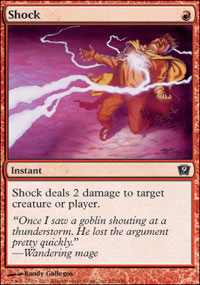 Shock
Instant
9
Shock deals 2 damage to target
creature or player.
"Once I saw a goblin shouting at a
thunderstorm. He lost the argument
pretty quickly."
—Wandering mage
Randy Gallegos